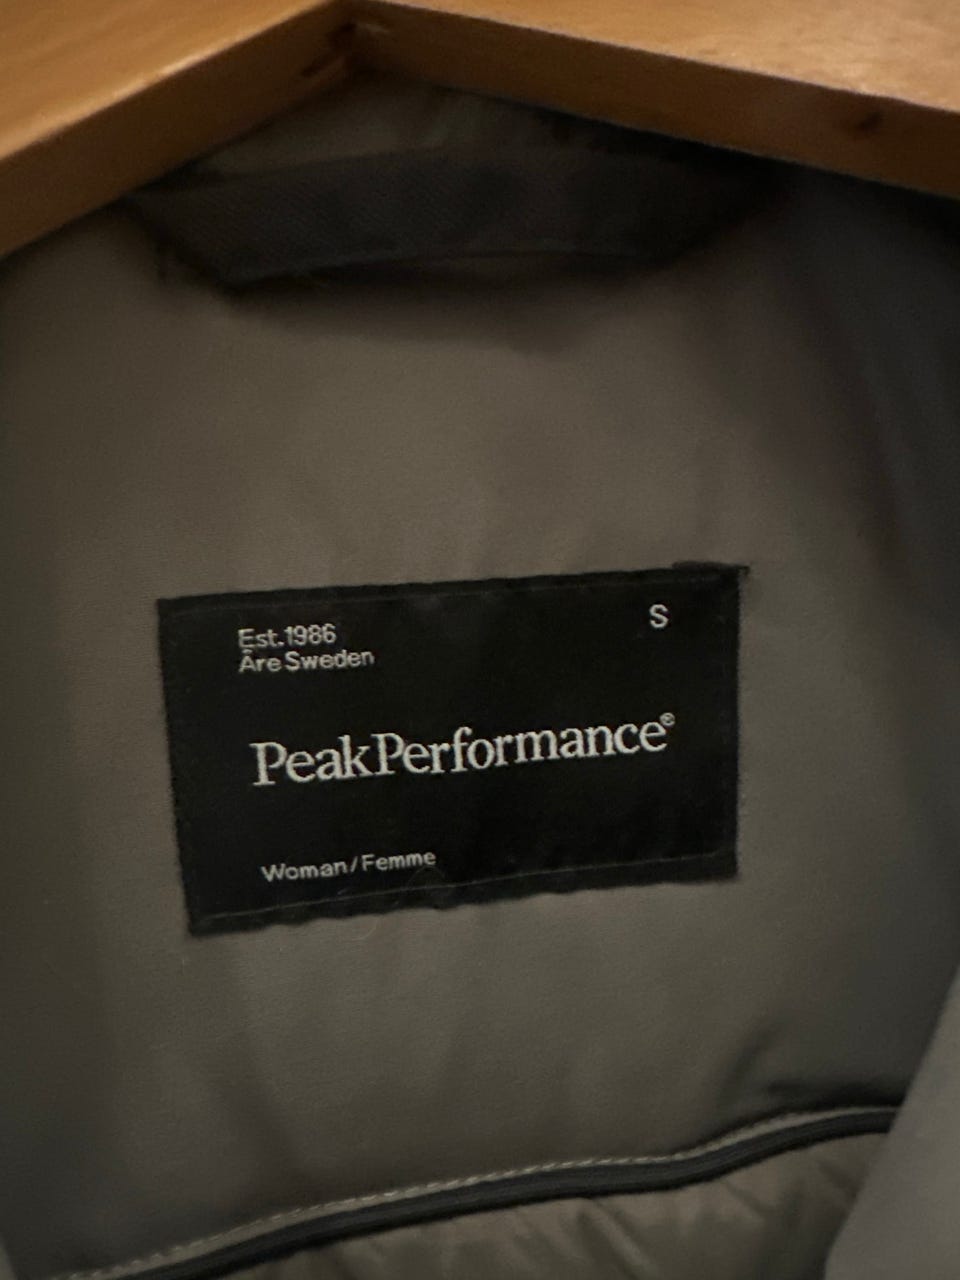 Est.1986
S
Åre Sweden
PeakPerformance®
Woman/Femme